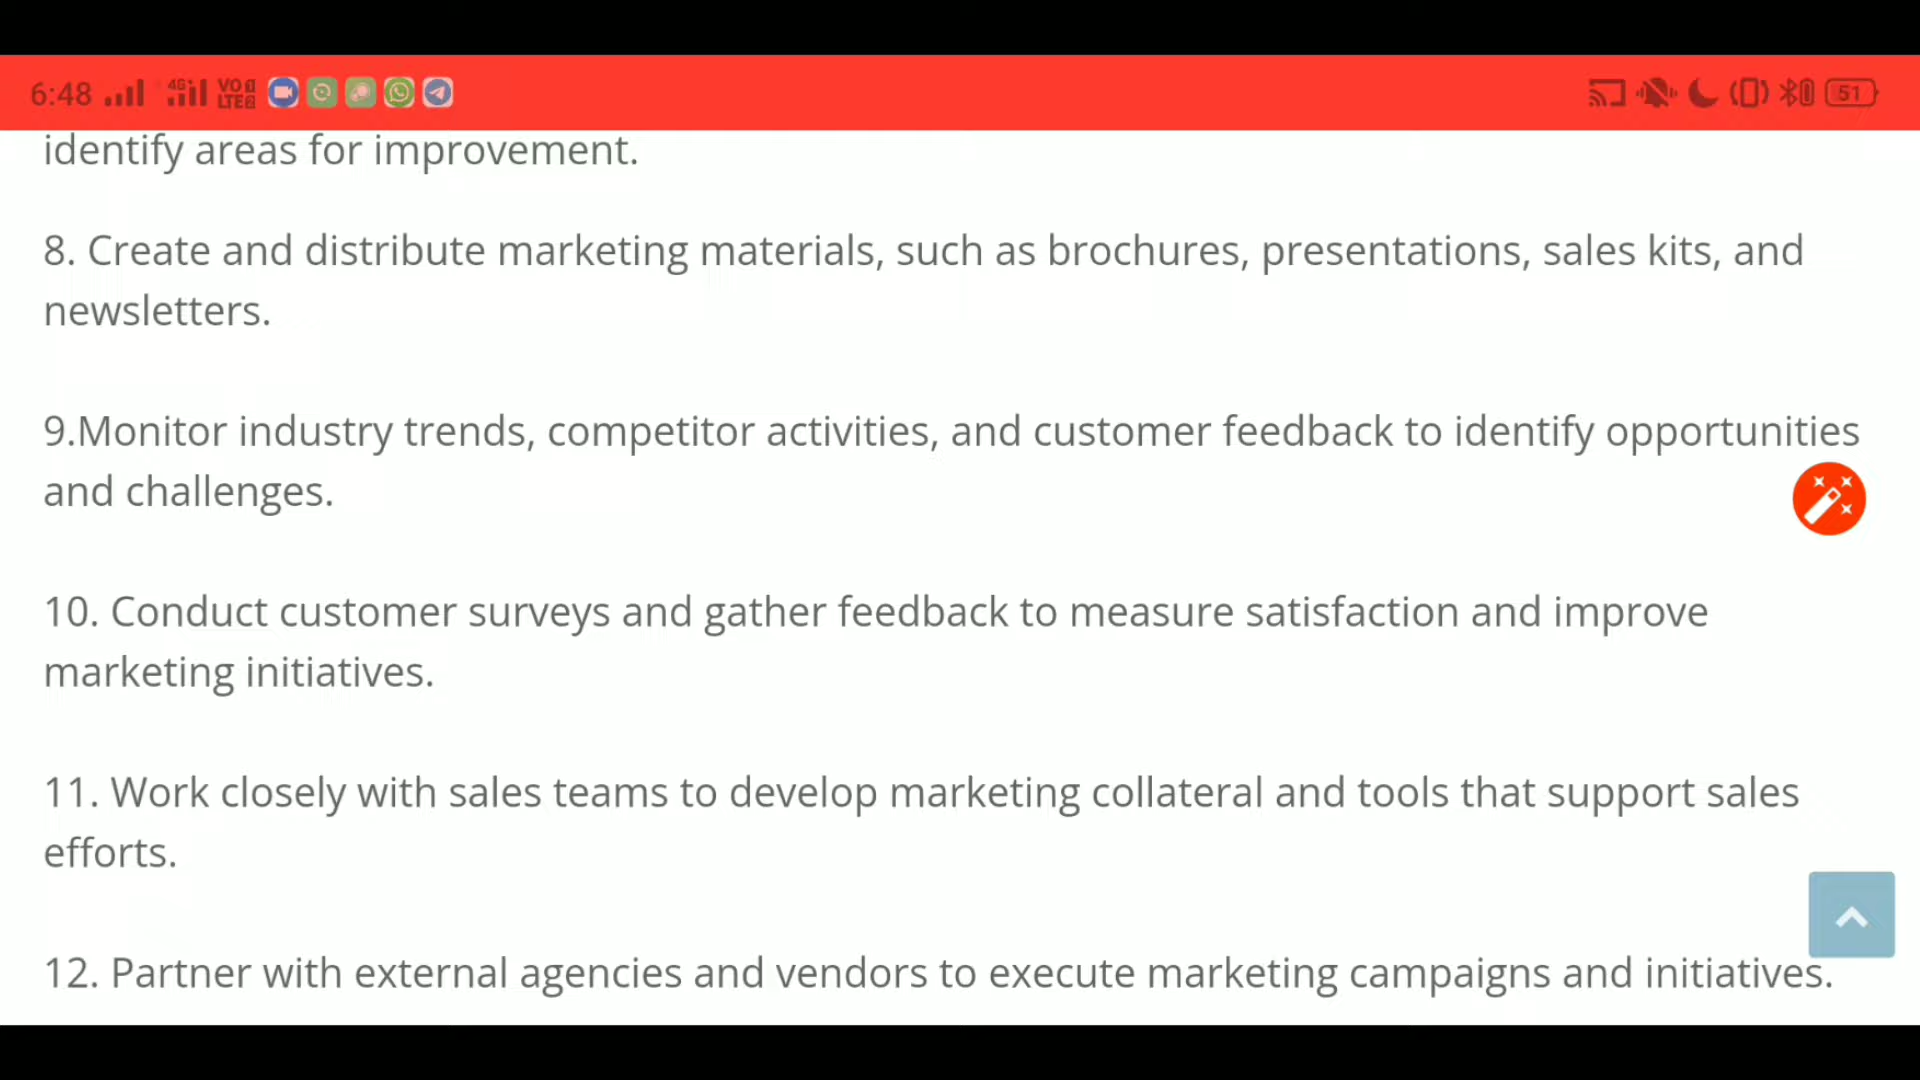 6:48 4G VO LTE 51
identify areas for improvement.
8. Create and distribute marketing materials, such as brochures, presentations, sales kits, and
newsletters.
9.Monitor industry trends, competitor activities, and customer feedback to identify opportunities
and challenges.
10. Conduct customer surveys and gather feedback to measure satisfaction and improve
marketing initiatives.
11. Work closely with sales teams to develop marketing collateral and tools that support sales
efforts.
12. Partner with external agencies and vendors to execute marketing campaigns and initiatives.